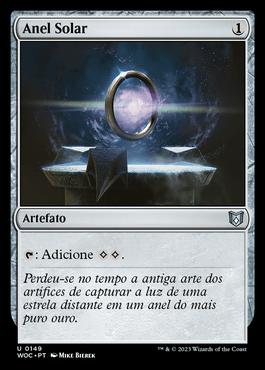 Anel Solar 1
Artefato
: Adicione .
Perdeu-se no tempo a antiga arte dos
artífices de capturar a luz de uma
estrela distante em um anel do mais
puro ouro.
U 0149
WOC • PT Mike Bierek
™ & © 2023 Wizards of the Coast